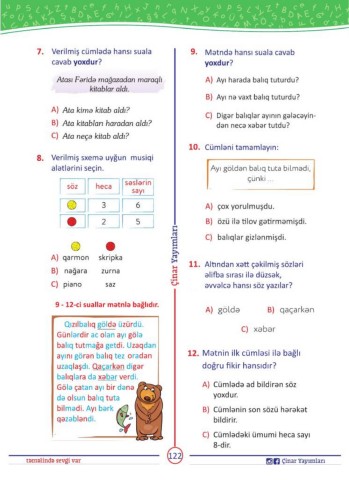 7. Verilmiş cümlədə hansı suala
cavab yoxdur?
Atası Fəridə mağazadan maraqlı
kitablar aldı.
A) Ata kimə kitab aldı?
B) Ata kitabları haradan aldı?
C) Ata neçə kitab aldı?
8. Verilmiş sxemə uyğun musiqi
alətlərini seçin.
söz heca səslərin
sayı
3 6
2 5
A) qarmon skripka
B) nağara zurna
C) piano saz
9 - 12-ci suallar mətnlə bağlıdır.
Qızılbalıq göldə üzürdü.
Günlərdir ac olan ayı gölə
balıq tutmağa getdi. Uzaqdan
ayını görən balıq tez oradan
uzaqlaşdı. Qaçarkən digər
balıqlara da xəbər verdi.
Gölə çatan ayı bir dənə
də olsun balıq tuta
bilmədi. Ayı bərk
qəzəbləndi!
9. Mətndə hansı suala cavab
yoxdur?
A) Ayı harada balıq tuturdu?
B) Ayı nə vaxt balıq tuturdu?
C) Digər balıqlar ayının gələcəyin-
dən necə xəbər tutdu?
10. Cümləni tamamlayın:
Ayı göldən balıq tuta bilmədi,
çünki ...
A) çox yorulmuşdu.
B) özü ilə tilov gətirməmişdi.
C) balıqlar gizlənmişdi.
11. Altından xətt çəkilmiş sözləri
əlifba sırası ilə düzsək,
əvvəlcə hansı söz yazılar?
A) göldə B) qaçarkən
C) xəbər
12. Mətnin ilk cümləsi ilə bağlı
doğru fikir hansıdır?
A) Cümlədə ad bildirən söz
yoxdur.
B) Cümlənin son sözü hərəkət
bildirir.
C) Cümlədəki ümumi heca sayı
8-dir.
Çinar Yayımları
təməlində sevgi var
122
Çinar Yayımları